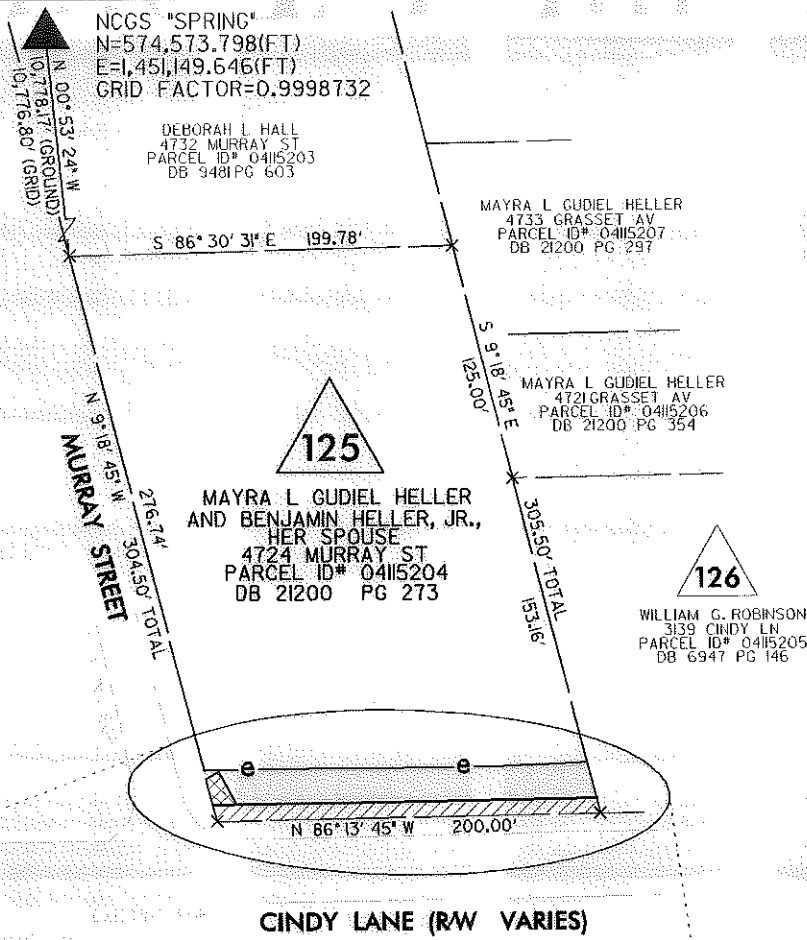 NCGS "SPRING"
N=574,573.798(FT)
E=1,451,149.646(FT)
GRID FACTOR=0.9998732
N 00° 53' 24" W
10,778.17' (GROUND)
10,776.80' (GRID)
DEBORAH L HALL
4732 MURRAY ST
PARCEL ID# 04115203
DB 9481 PG 603
S 86° 30' 31" E 199.78'
MAYRA L GUDIEL HELLER
4733 GRASSET AV
PARCEL ID# 04115207
DB 21200 PG 297
S 9° 18' 45" E
125.00'
MAYRA L GUDIEL HELLER
4721 GRASSET AV
PARCEL ID# 04115206
DB 21200 PG 354
N 9° 18' 45" W
276.74'
304.50' TOTAL
MURRAY STREET
125
MAYRA L GUDIEL HELLER
AND BENJAMIN HELLER, JR.,
HER SPOUSE
4724 MURRAY ST
PARCEL ID# 04115204
DB 21200 PG 273
305.50' TOTAL
153.16'
126
WILLIAM G. ROBINSON
3139 CINDY LN
PARCEL ID# 04115205
DB 6947 PG 146
e e
N 86° 13' 45" W 200.00'
CINDY LANE (RW VARIES)